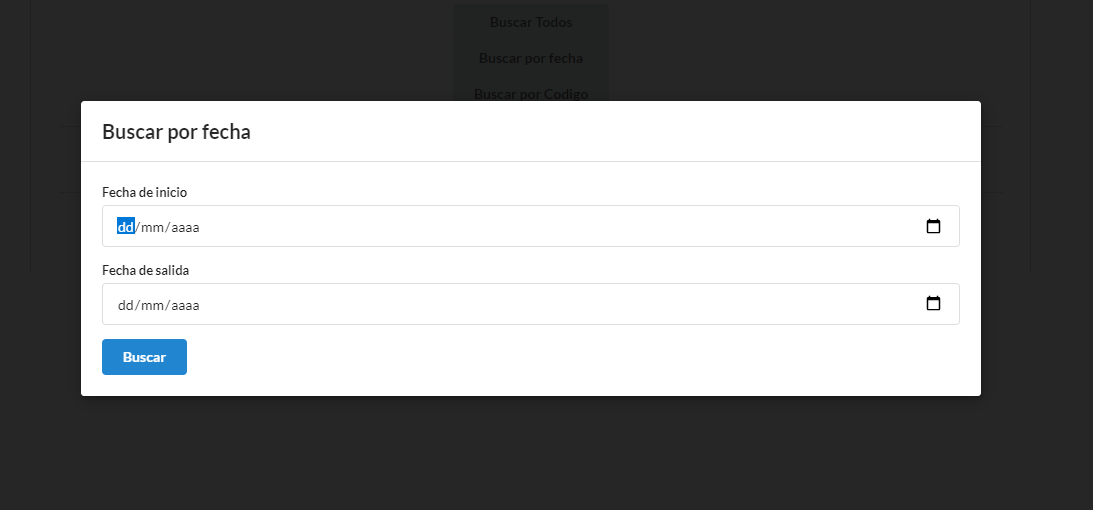 Buscar Todos
Buscar por fecha
Buscar por Codigo
Buscar por fecha
Fecha de inicio
dd/mm/aaaa
Fecha de salida
dd/mm/aaaa
Buscar